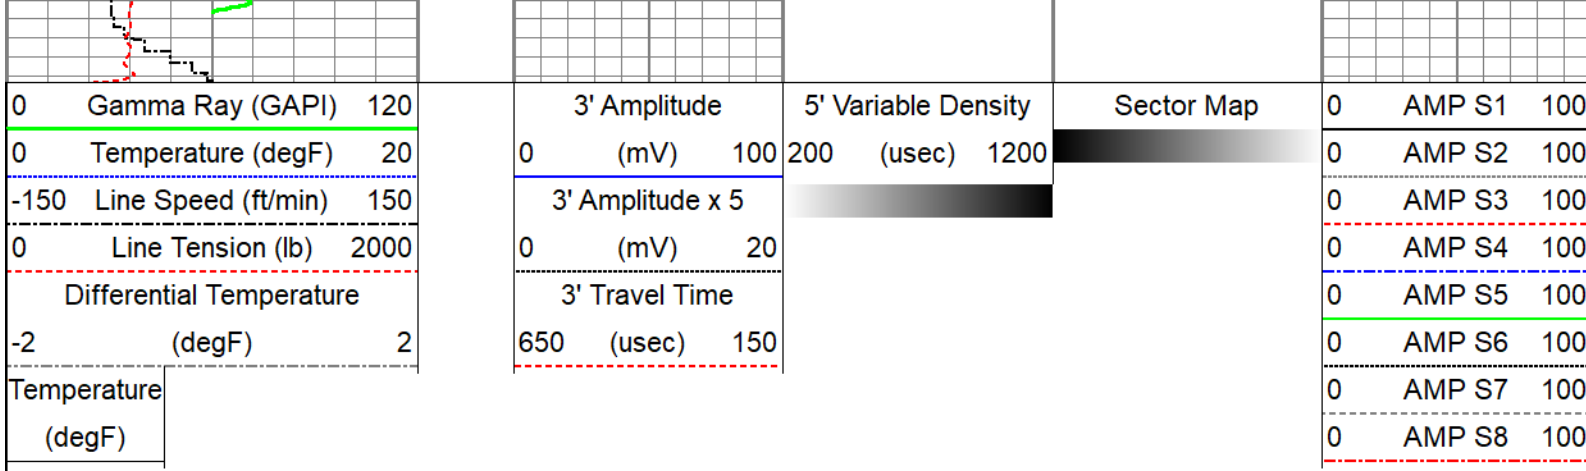 0 Gamma Ray (GAPI) 120
0 Temperature (degF) 20
-150 Line Speed (ft/min) 150
0 Line Tension (lb) 2000
Differential Temperature
-2 (degF) 2
Temperature
(degF)
3' Amplitude
0 (mV) 100
3' Amplitude x 5
0 (mV) 20
3' Travel Time
650 (usec) 150
5' Variable Density
200 (usec) 1200
Sector Map
0 AMP S1 100
0 AMP S2 100
0 AMP S3 100
0 AMP S4 100
0 AMP S5 100
0 AMP S6 100
0 AMP S7 100
0 AMP S8 100